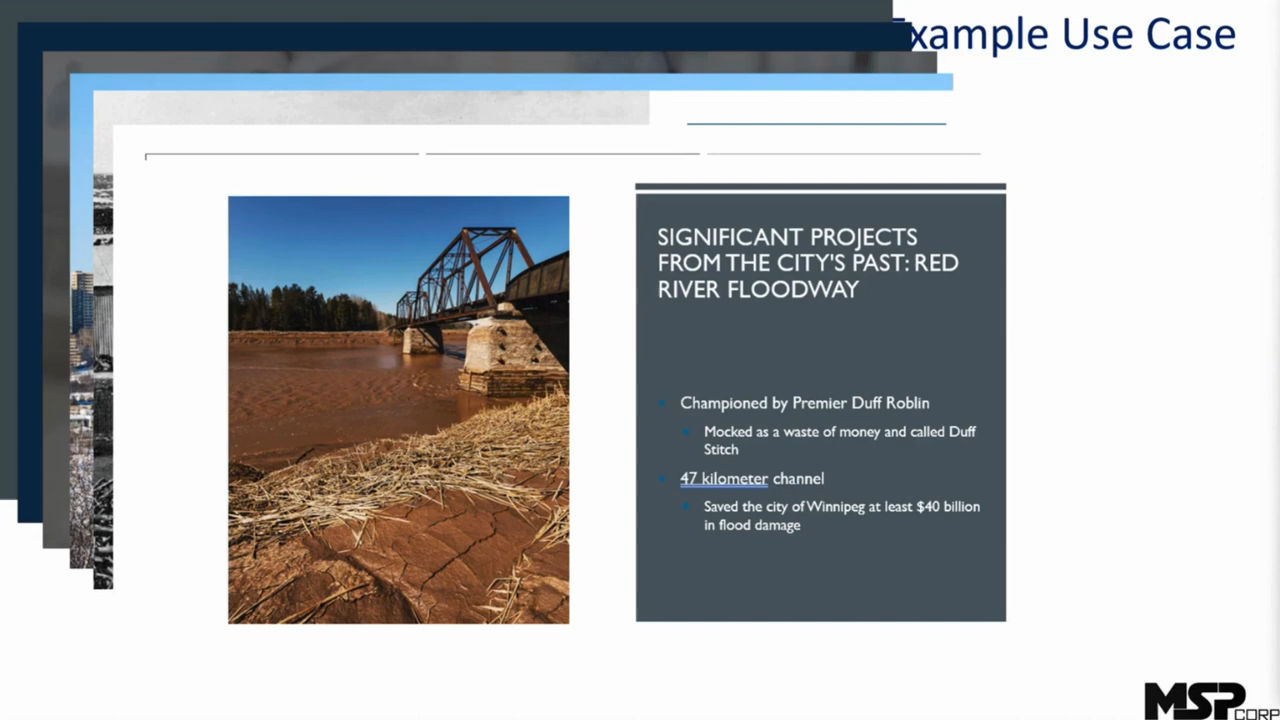 Example Use Case
SIGNIFICANT PROJECTS
FROM THE CITY'S PAST: RED
RIVER FLOODWAY
Championed by Premier Duff Roblin
Mocked as a waste of money and called Duff
Stitch
47 kilometer channel
Saved the city of Winnipeg at least $40 billion
in flood damage
MSP
CORP